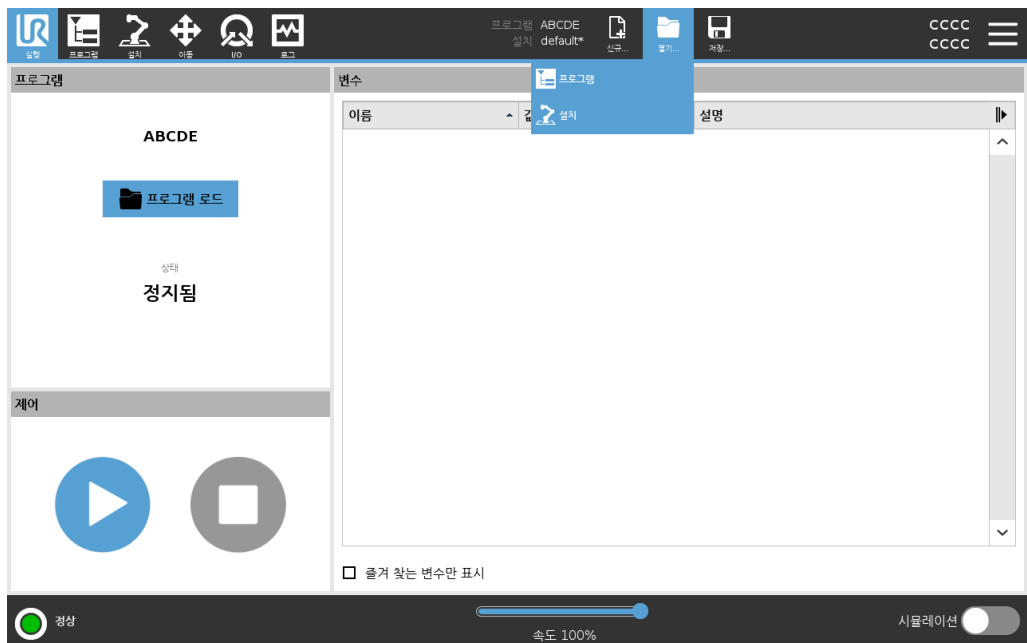 프로그램 ABCDE
설치 default*
CCCC
CCCC
실행
프로그램
설치
이동
I/O
로그
신규...
열기...
저장...
프로그램
변수
프로그램
설치
이름
설명
ABCDE
프로그램 로드
상태
정지됨
제어
즐겨 찾는 변수만 표시
정상
속도 100%
시뮬레이션